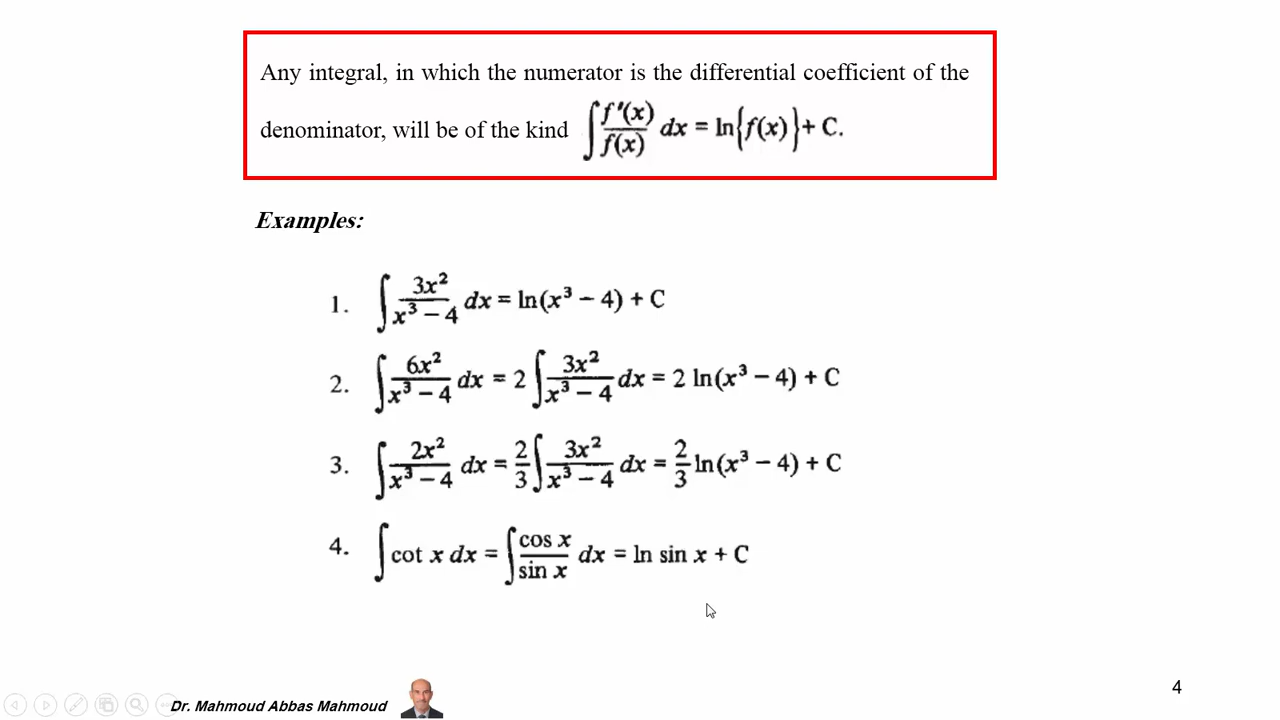 Any integral, in which the numerator is the differential coefficient of the
denominator, will be of the kind ∫ f′(x)/f(x) dx = ln{f(x)} + C.
Examples:
1. ∫ 3x²/(x³ – 4) dx = ln(x³ – 4) + C
2. ∫ 6x²/(x³ – 4) dx = 2 ∫ 3x²/(x³ – 4) dx = 2 ln(x³ – 4) + C
3. ∫ 2x²/(x³ – 4) dx = 2/3 ∫ 3x²/(x³ – 4) dx = 2/3 ln(x³ – 4) + C
4. ∫ cot x dx = ∫ cos x/sin x dx = ln sin x + C
Dr. Mahmoud Abbas Mahmoud
4